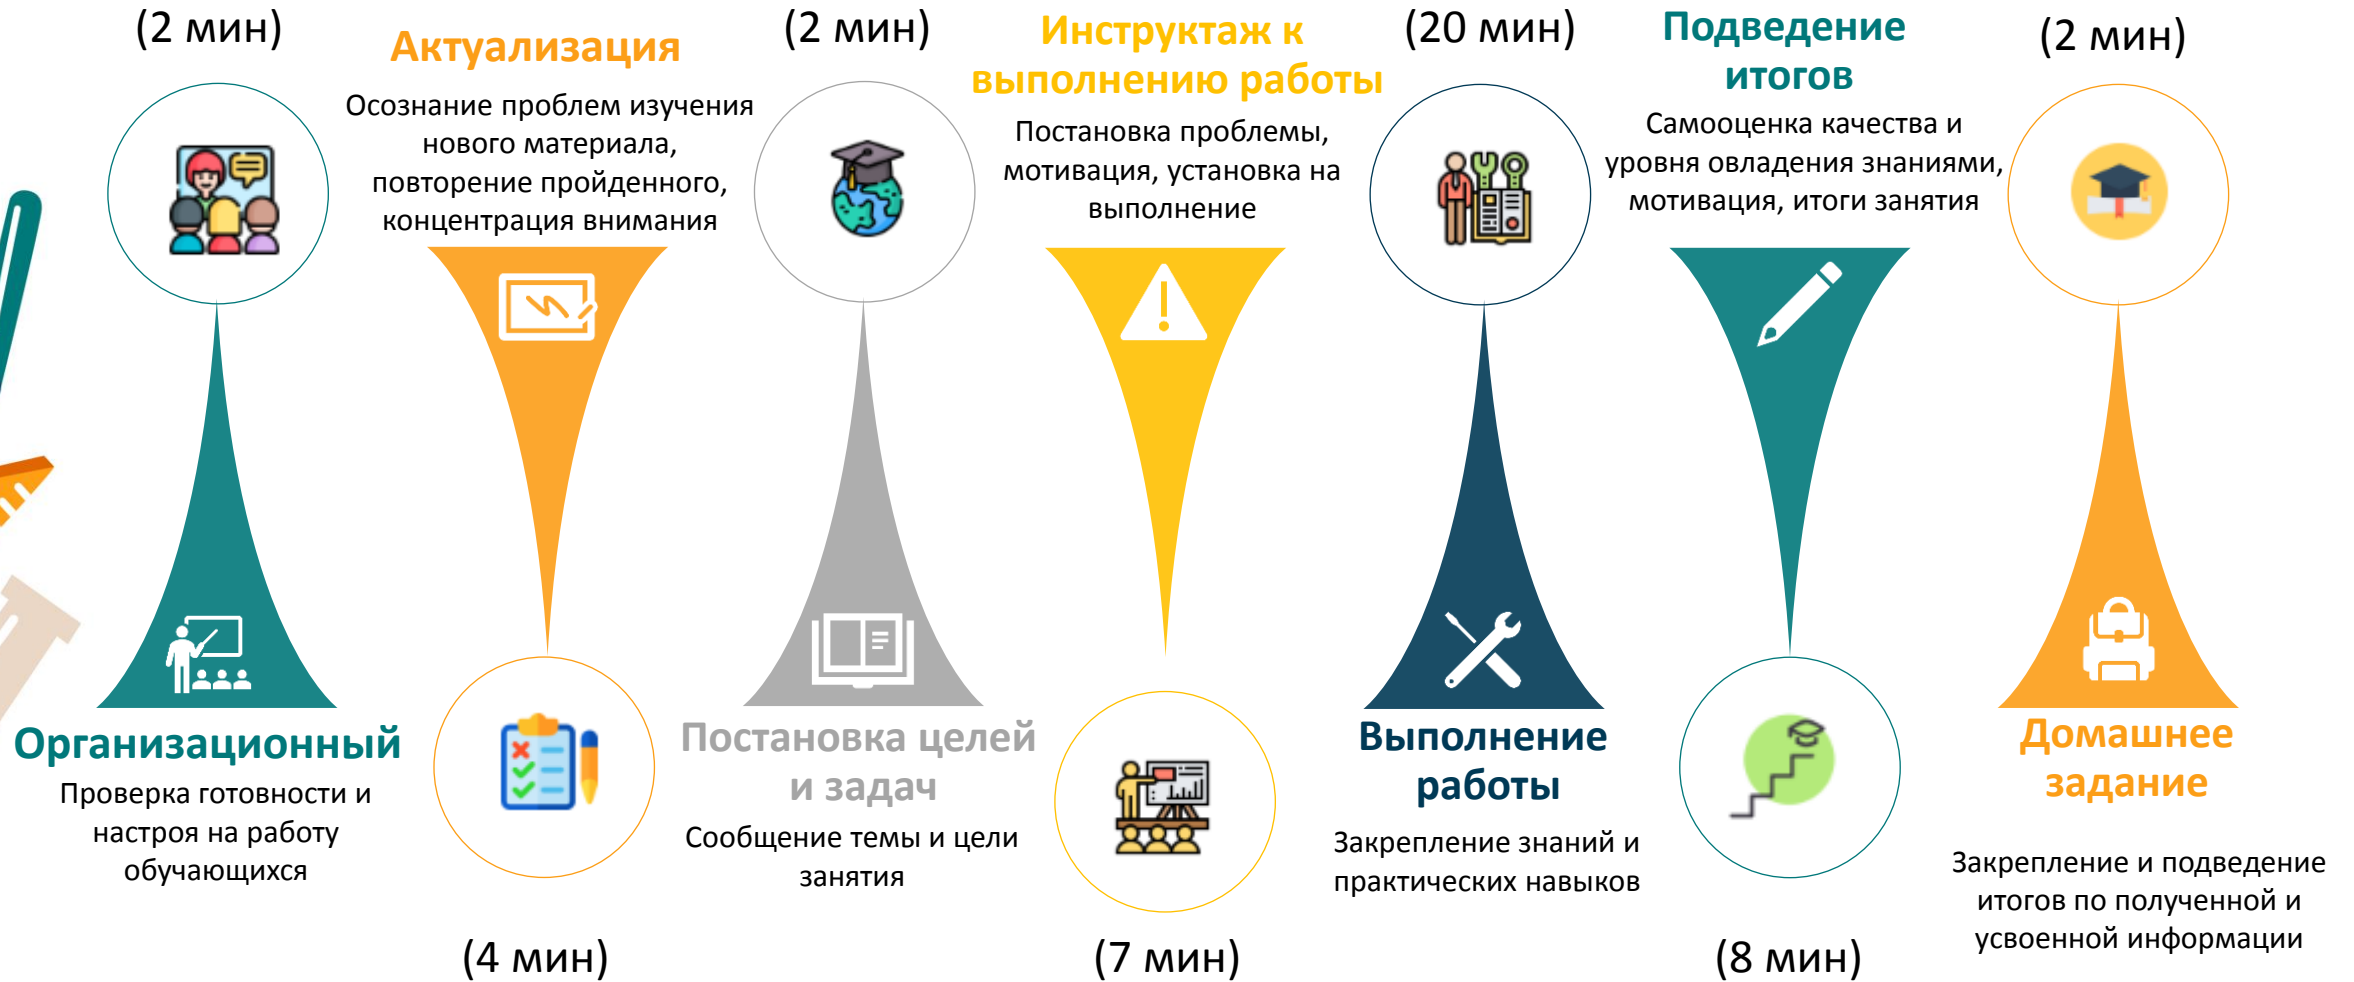 (2 мин)
Организационный
Проверка готовности и
настроя на работу
обучающихся
Актуализация
Осознание проблем изучения
нового материала,
повторение пройденного,
концентрация внимания
(4 мин)
(2 мин)
Постановка целей
и задач
Сообщение темы и цели
занятия
Инструктаж к
выполнению работы
Постановка проблемы,
мотивация, установка на
выполнение
(7 мин)
(20 мин)
Выполнение
работы
Закрепление знаний и
практических навыков
Подведение
итогов
Самооценка качества и
уровня овладения знаниями,
мотивация, итоги занятия
(8 мин)
(2 мин)
Домашнее
задание
Закрепление и подведение
итогов по полученной и
усвоенной информации